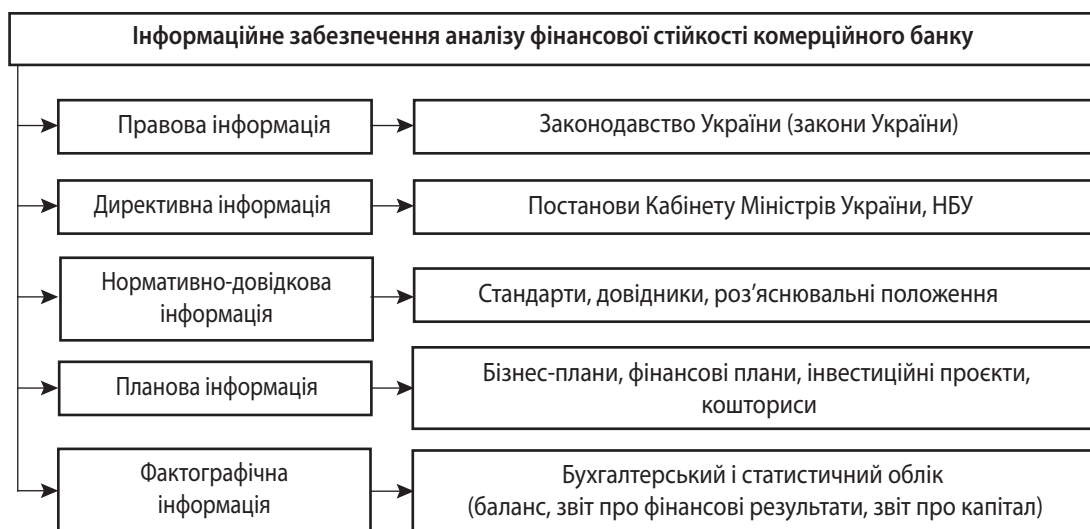 Інформаційне забезпечення аналізу фінансової стійкості комерційного банку
Правова інформація
Законодавство України (закони України)
Директивна інформація
Постанови Кабінету Міністрів України, НБУ
Нормативно-довідкова
інформація
Стандарти, довідники, роз’яснювальні положення
Планова інформація
Бізнес-плани, фінансові плани, інвестиційні проєкти,
кошториси
Фактографічна
інформація
Бухгалтерський і статистичний облік
(баланс, звіт про фінансові результати, звіт про капітал)